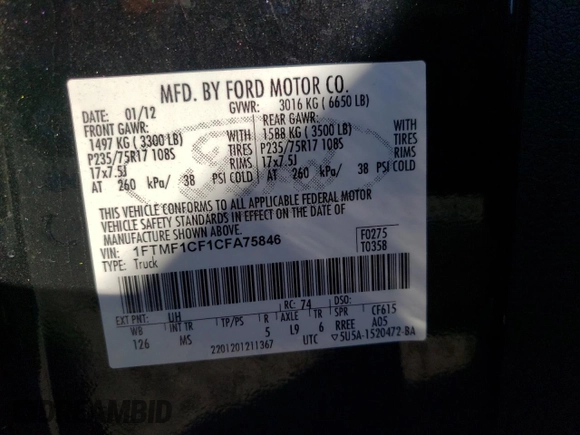 MFD. BY FORD MOTOR CO.
DATE: 01/12 GVWR: 3016 KG ( 6650 LB)
FRONT GAWR: REAR GAWR:
1497 KG ( 3300 LB) WITH 1588 KG ( 3500 LB) WITH
P235/75R17 108S TIRES P235/75R17 108S TIRES
17x7.5J RIMS 17x7.5J RIMS
AT 260 kPa/ 38 PSI COLD AT 260 kPa/ 38 PSI COLD
THIS VEHICLE CONFORMS TO ALL APPLICABLE FEDERAL MOTOR
VEHICLE SAFETY STANDARDS IN EFFECT ON THE DATE OF
MANUFACTURE SHOWN ABOVE.
VIN: 1FTMF1CF1CFA75846 F0275
TYPE: Truck T0358
EXT PNT: UH RC: 74 DSO:
WB INT TR TP/PS R AXLE TR SPR CF615
126 MS 5 L9 6 RREE A05
2201201211367 UTC ▽5U5A-1520472-BA
Ford
DREAMBID